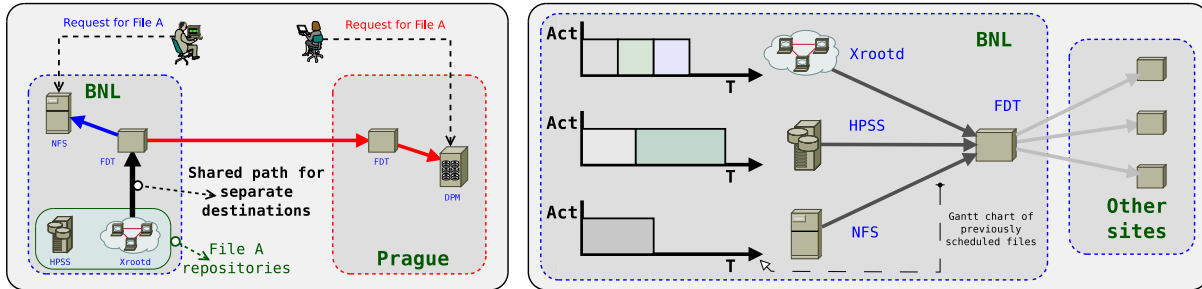 Request for File A
Request for File A
BNL
NFS
FDT
FDT
DPM
Shared path for
separate
destinations
HPSS
Xrootd
File A
repositories
Prague
Act
T
Xrootd
BNL
FDT
Act
T
HPSS
Act
T
NFS
Gantt chart of
previously
scheduled files
Other
sites